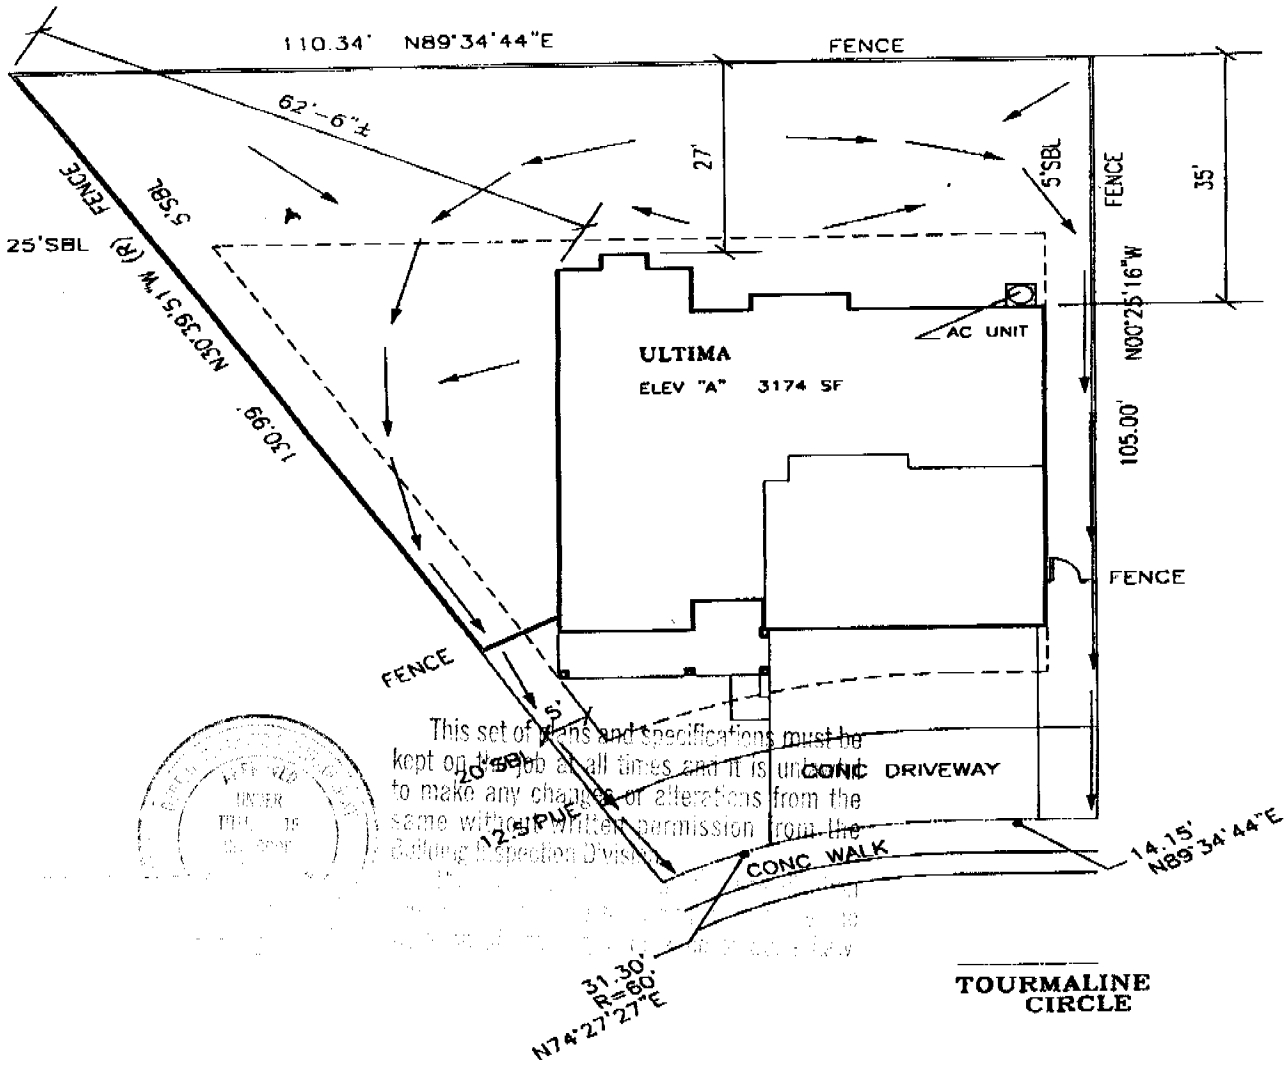 110.34' N89°34'44"E
FENCE
62'-6"±
27'
5'SBL
FENCE
35'
FENCE
5'SBL
25'SBL
N30°39'51"W (R)
130.99'
N00°25'16"W
105.00'
AC UNIT
ULTIMA
ELEV "A" 3174 SF
FENCE
FENCE
5'
20'SBL
12.5'PUE
This set of plans and specifications must be
kept on the job at all times and it is unlawful
to make any changes or alterations from the
same without written permission from the
Building Inspection Division
UNDER
CONC DRIVEWAY
CONC WALK
14.15'
N89°34'44"E
31.30'
R=60'
N74°27'27"E
TOURMALINE
CIRCLE